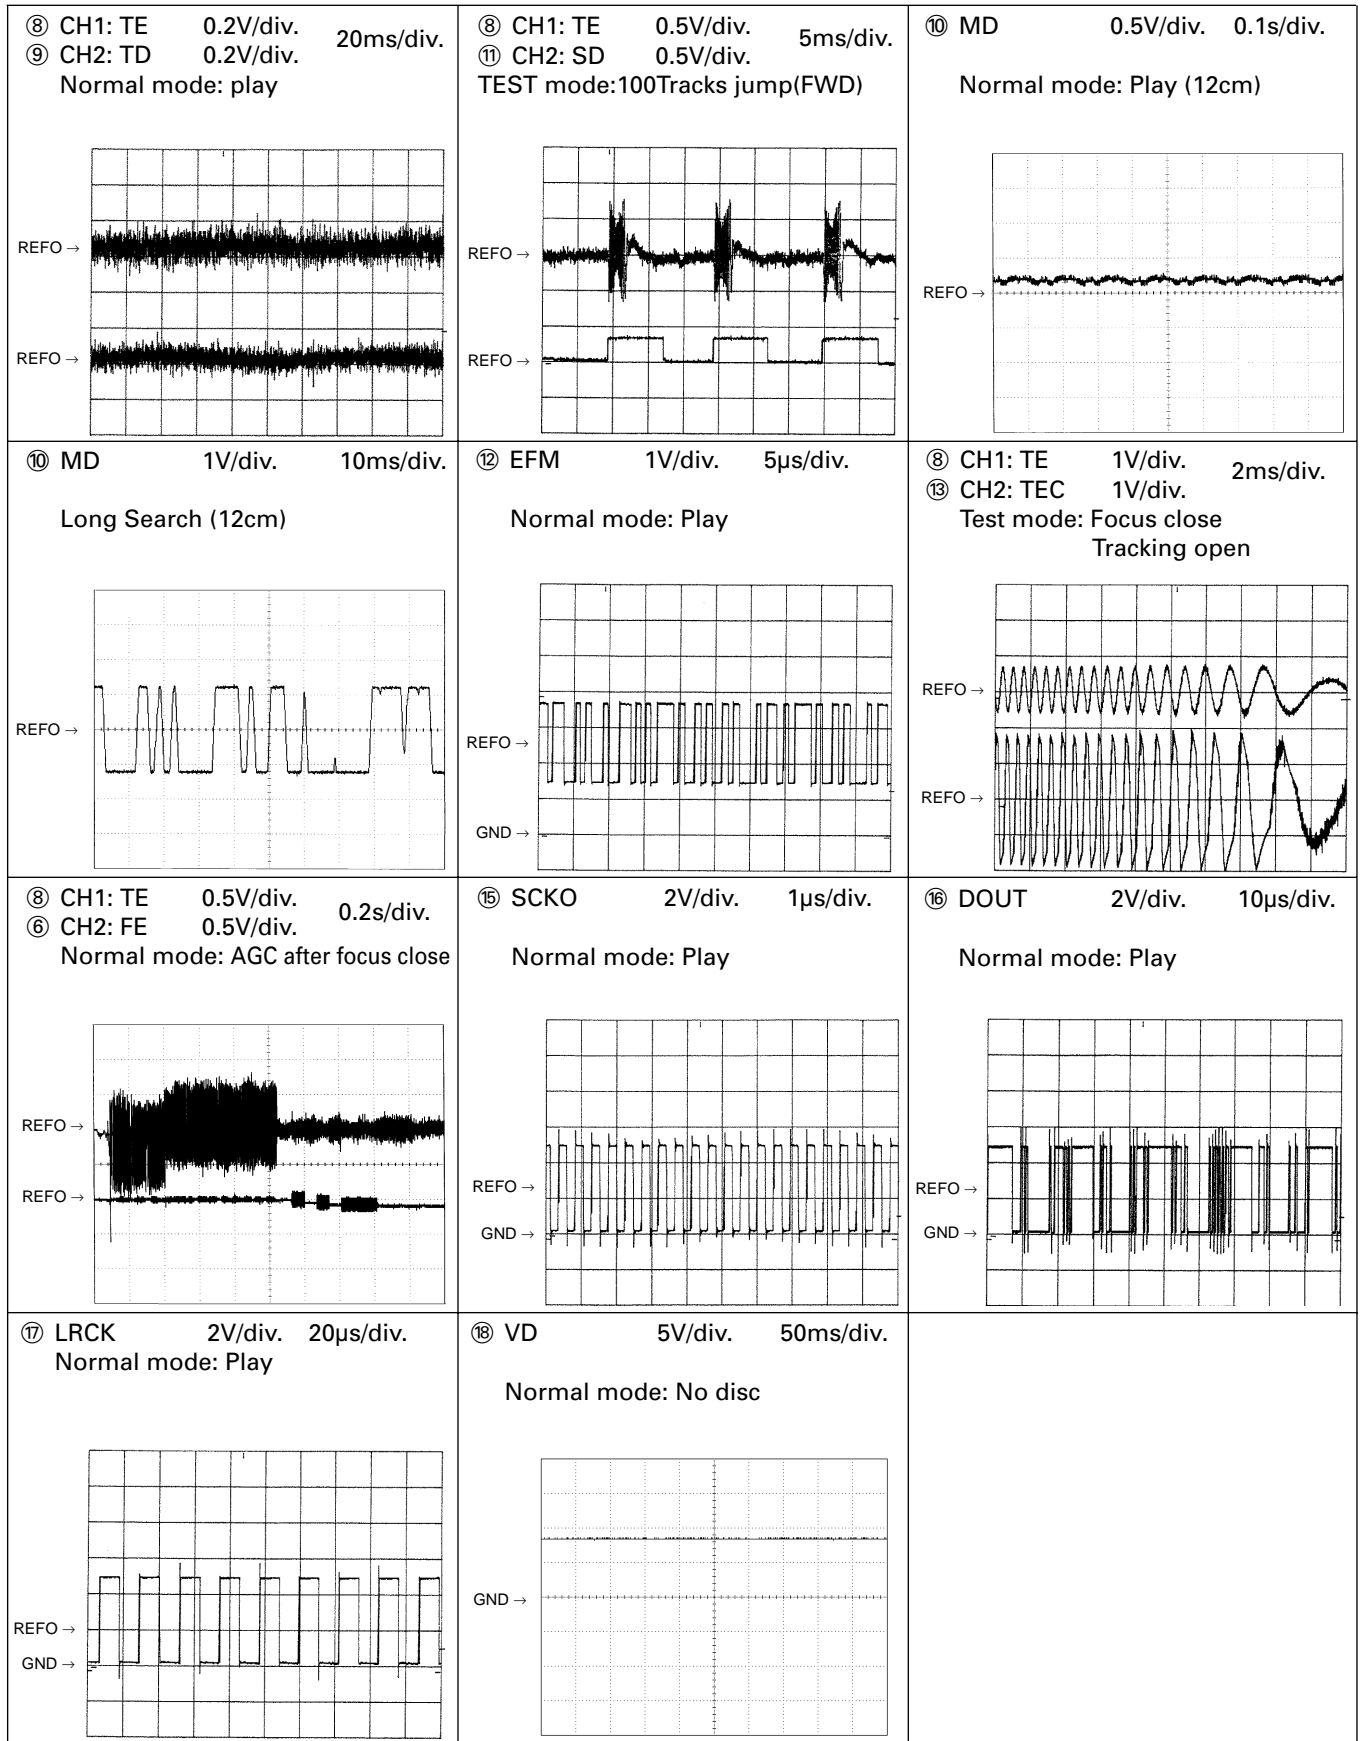 ⑧ CH1: TE 0.2V/div. 20ms/div.
⑨ CH2: TD 0.2V/div.
Normal mode: play
REFO →
REFO →
⑧ CH1: TE 0.5V/div. 5ms/div.
⑪ CH2: SD 0.5V/div.
TEST mode:100Tracks jump(FWD)
REFO →
REFO →
⑩ MD 0.5V/div. 0.1s/div.
Normal mode: Play (12cm)
REFO →
⑩ MD 1V/div. 10ms/div.
Long Search (12cm)
REFO →
⑫ EFM 1V/div. 5µs/div.
Normal mode: Play
REFO →
GND →
⑧ CH1: TE 1V/div. 2ms/div.
⑬ CH2: TEC 1V/div.
Test mode: Focus close
Tracking open
REFO →
REFO →
⑧ CH1: TE 0.5V/div. 0.2s/div.
⑥ CH2: FE 0.5V/div.
Normal mode: AGC after focus close
REFO →
REFO →
⑮ SCKO 2V/div. 1µs/div.
Normal mode: Play
REFO →
GND →
⑯ DOUT 2V/div. 10µs/div.
Normal mode: Play
REFO →
GND →
⑰ LRCK 2V/div. 20µs/div.
Normal mode: Play
REFO →
GND →
⑱ VD 5V/div. 50ms/div.
Normal mode: No disc
GND →